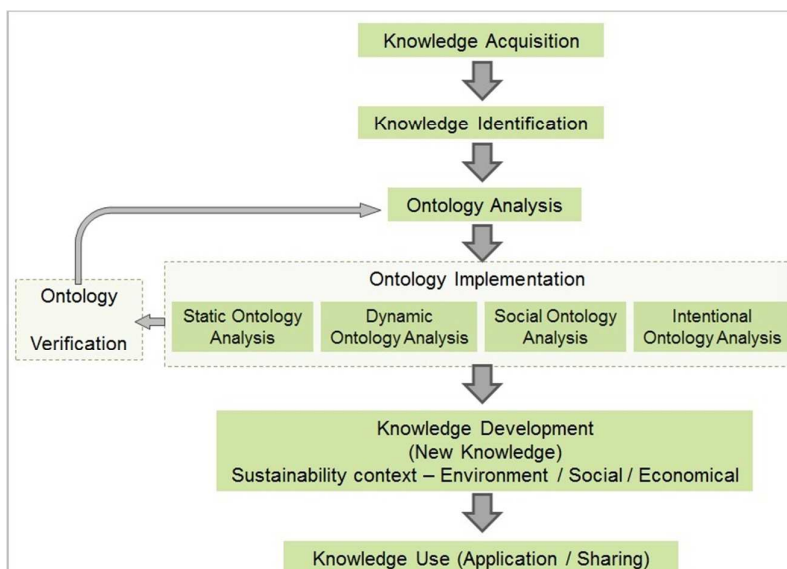 Knowledge Acquisition
Knowledge Identification
Ontology Analysis
Ontology Implementation
Ontology
Verification
Static Ontology
Analysis
Dynamic
Ontology Analysis
Social Ontology
Analysis
Intentional
Ontology Analysis
Knowledge Development
(New Knowledge)
Sustainability context – Environment / Social / Economical
Knowledge Use (Application / Sharing)